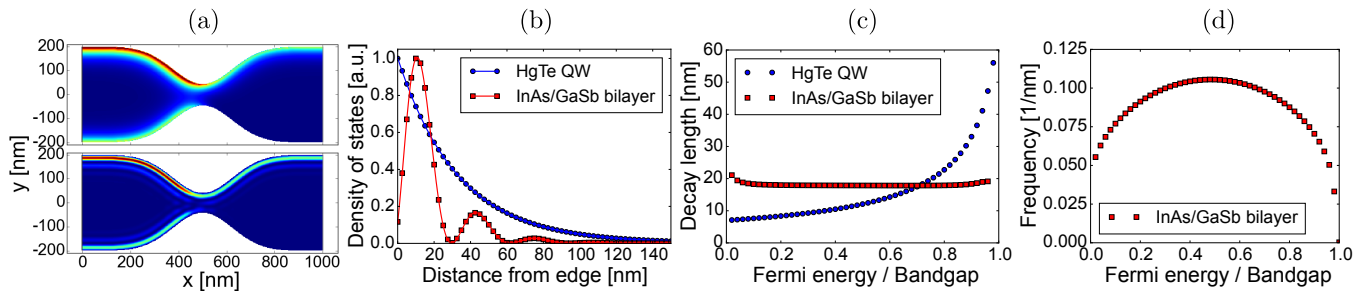 (a)
200
100
0
-100
-200
200
100
0
-100
-200
0 200 400 600 800 1000
x [nm]
y [nm]
(b)
Density of states [a.u.]
1.0
0.8
0.6
0.4
0.2
0.0
0 20 40 60 80 100 120 140
Distance from edge [nm]
HgTe QW
InAs/GaSb bilayer
(c)
Decay length [nm]
60
50
40
30
20
10
0
0.0 0.2 0.4 0.6 0.8 1.0
Fermi energy / Bandgap
HgTe QW
InAs/GaSb bilayer
(d)
Frequency [1/nm]
0.125
0.100
0.075
0.050
0.025
0.000
0.0 0.2 0.4 0.6 0.8 1.0
Fermi energy / Bandgap
InAs/GaSb bilayer